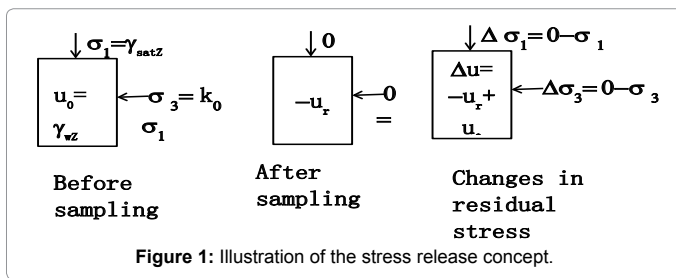 σ₁=γsatZ
u₀=
γwZ
σ₃=k₀
σ₁
Before
sampling
0
−uᵣ
0
=
After
sampling
Δσ₁=0−σ₁
Δu=
−uᵣ+
Δσ₃=0−σ₃
Changes in
residual
stress
Figure 1: Illustration of the stress release concept.